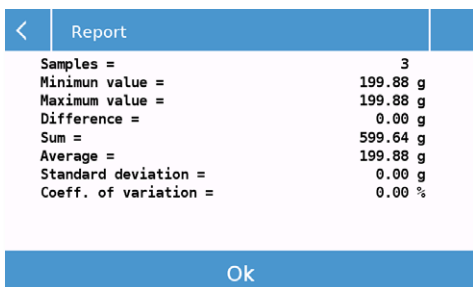 Report
Samples = 3
Minimun value = 199.88 g
Maximum value = 199.88 g
Difference = 0.00 g
Sum = 599.64 g
Average = 199.88 g
Standard deviation = 0.00 g
Coeff. of variation = 0.00 %
Ok